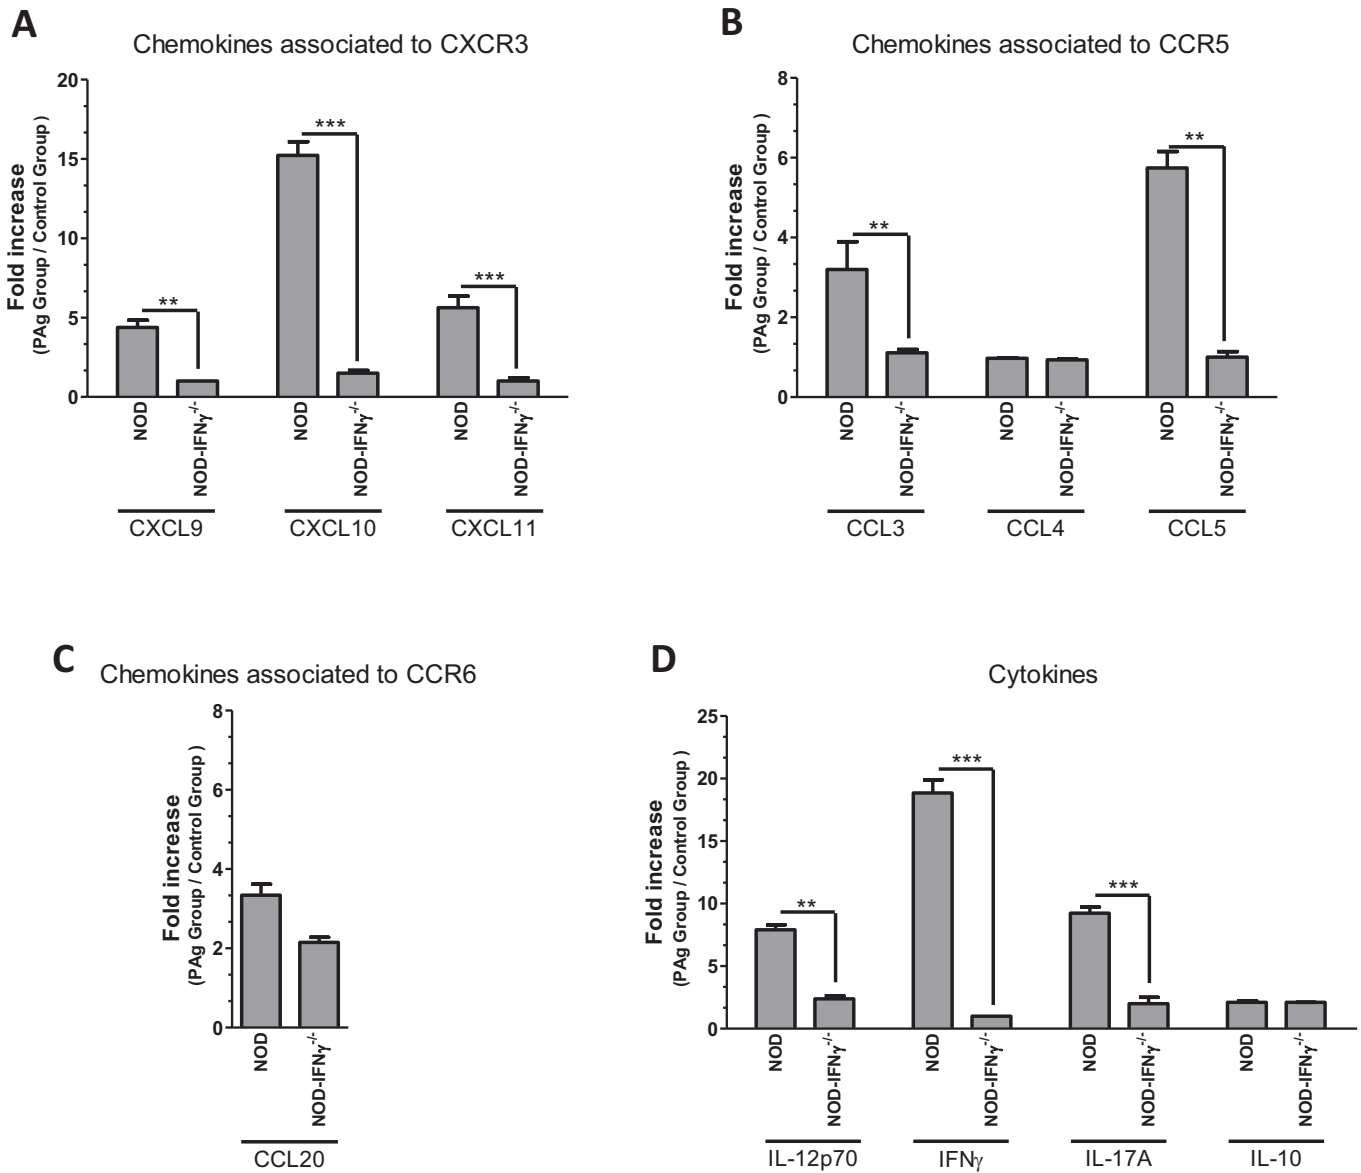 A
Chemokines associated to CXCR3
Fold increase
(PAg Group / Control Group )
20
15
10
5
0
**
***
***
NOD
NOD-IFNγ-/-
NOD
NOD-IFNγ-/-
NOD
NOD-IFNγ-/-
CXCL9
CXCL10
CXCL11
B
Chemokines associated to CCR5
Fold increase
(PAg Group / Control Group )
8
6
4
2
0
**
**
NOD
NOD-IFNγ-/-
NOD
NOD-IFNγ-/-
NOD
NOD-IFNγ-/-
CCL3
CCL4
CCL5
C
Chemokines associated to CCR6
Fold increase
(PAg Group / Control Group )
8
6
4
2
0
NOD
NOD-IFNγ-/-
CCL20
D
Cytokines
Fold increase
(PAg Group / Control Group)
25
20
15
10
5
0
**
***
***
NOD
NOD-IFNγ-/-
NOD
NOD-IFNγ-/-
NOD
NOD-IFNγ-/-
NOD
NOD-IFNγ-/-
IL-12p70
IFNγ
IL-17A
IL-10